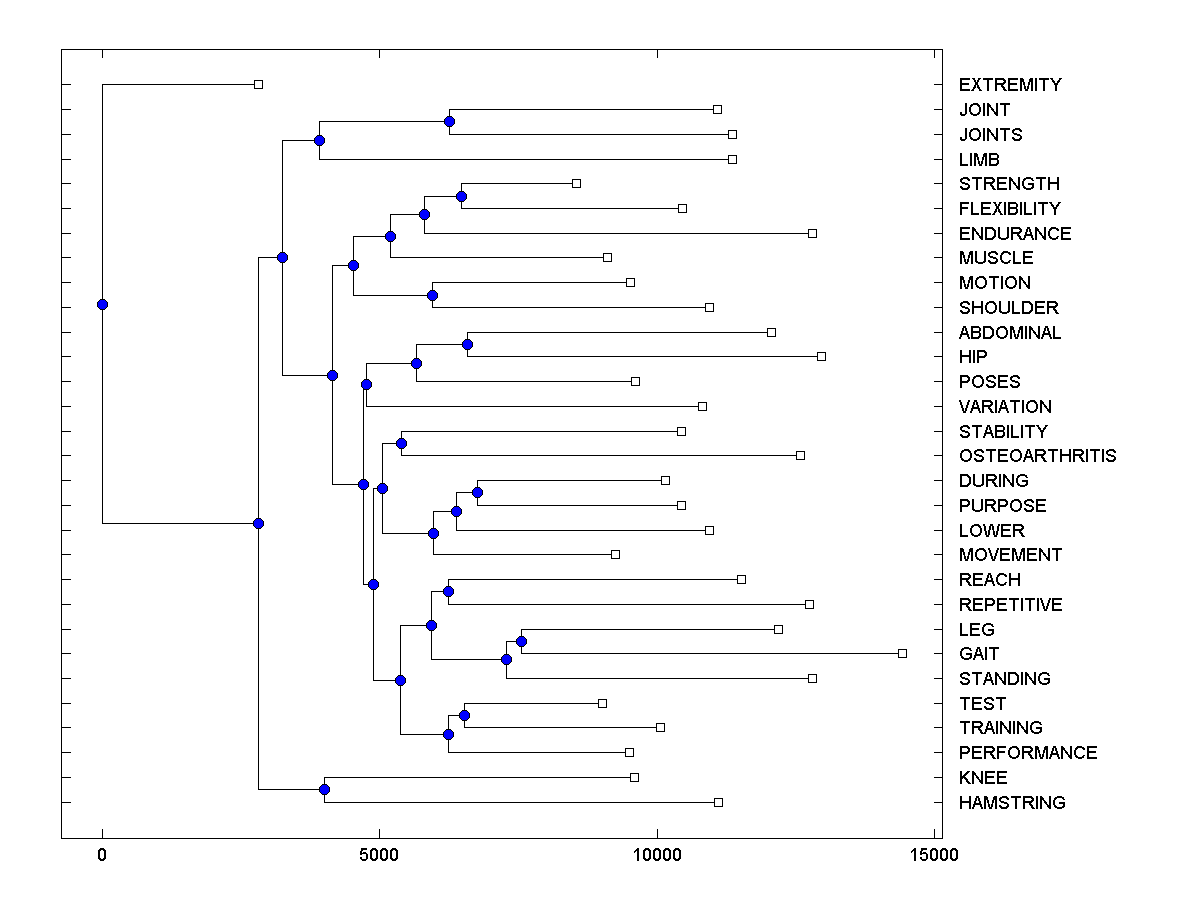 EXTREMITY
JOINT
JOINTS
LIMB
STRENGTH
FLEXIBILITY
ENDURANCE
MUSCLE
MOTION
SHOULDER
ABDOMINAL
HIP
POSES
VARIATION
STABILITY
OSTEOARTHRITIS
DURING
PURPOSE
LOWER
MOVEMENT
REACH
REPETITIVE
LEG
GAIT
STANDING
TEST
TRAINING
PERFORMANCE
KNEE
HAMSTRING
0 5000 10000 15000